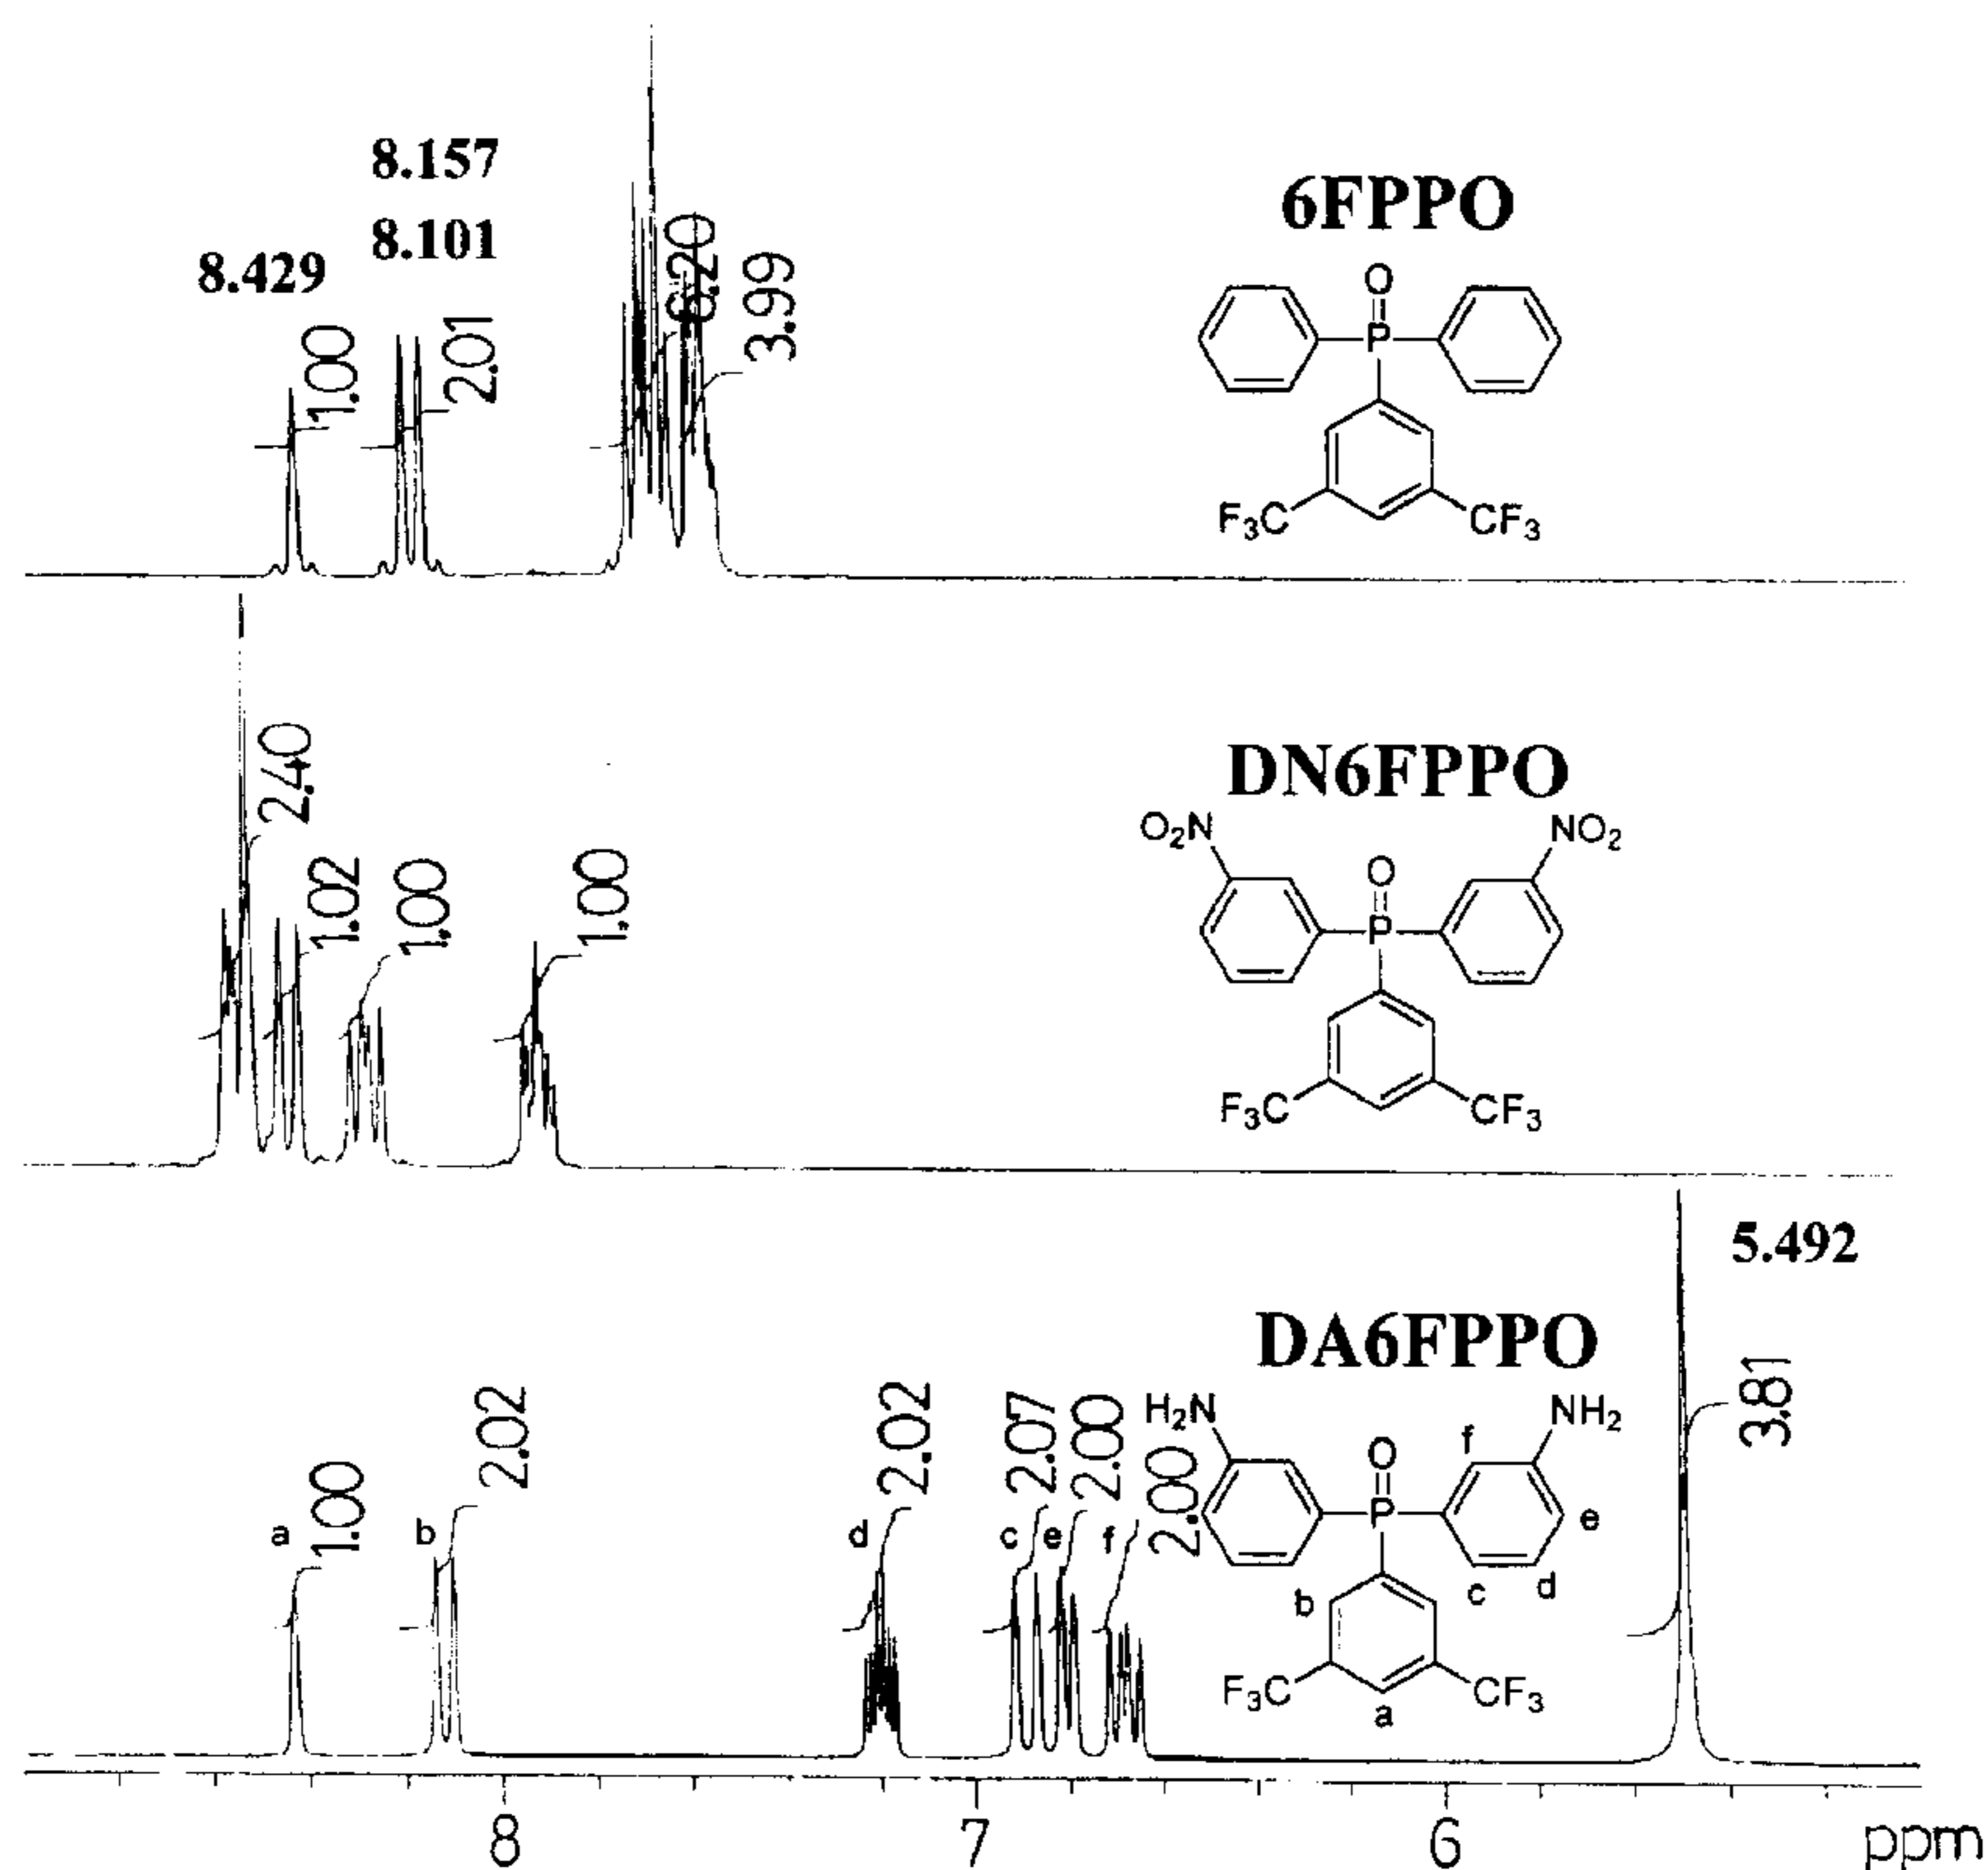 8.157
8.101
8.429
1.00
2.01
6.20
3.99
6FPPO
O
P
F3C
CF3
2.40
1.02
1.00
1.00
DN6FPPO
O2N
NO2
O
P
F3C
CF3
5.492
DA6FPPO
3.81
H2N
NH2
O
P
f
e
d
c
b
a
F3C
CF3
a
1.00
b
2.02
d
2.02
c
2.07
e
2.00
f
2.00
8
7
6
ppm